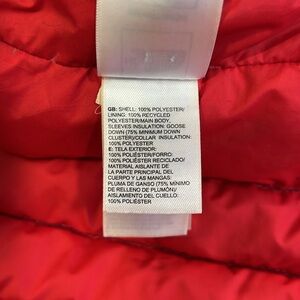 GB: SHELL: 100% POLYESTER/
LINING: 100% RECYCLED
POLYESTER/MAIN BODY,
SLEEVES INSULATION: GOOSE
DOWN (75% MINIMUM DOWN
CLUSTER)/COLLAR INSULATION:
100% POLYESTER
E: TELA EXTERIOR:
100% POLIÉSTER/FORRO:
100% POLIÉSTER RECICLADO/
MATERIAL AISLANTE DE
LA PARTE PRINCIPAL DEL
CUERPO Y LAS MANGAS:
PLUMA DE GANSO (75% MÍNIMO
DE RELLENO DE PLUMÓN)/
AISLAMIENTO DEL CUELLO:
100% POLIÉSTER